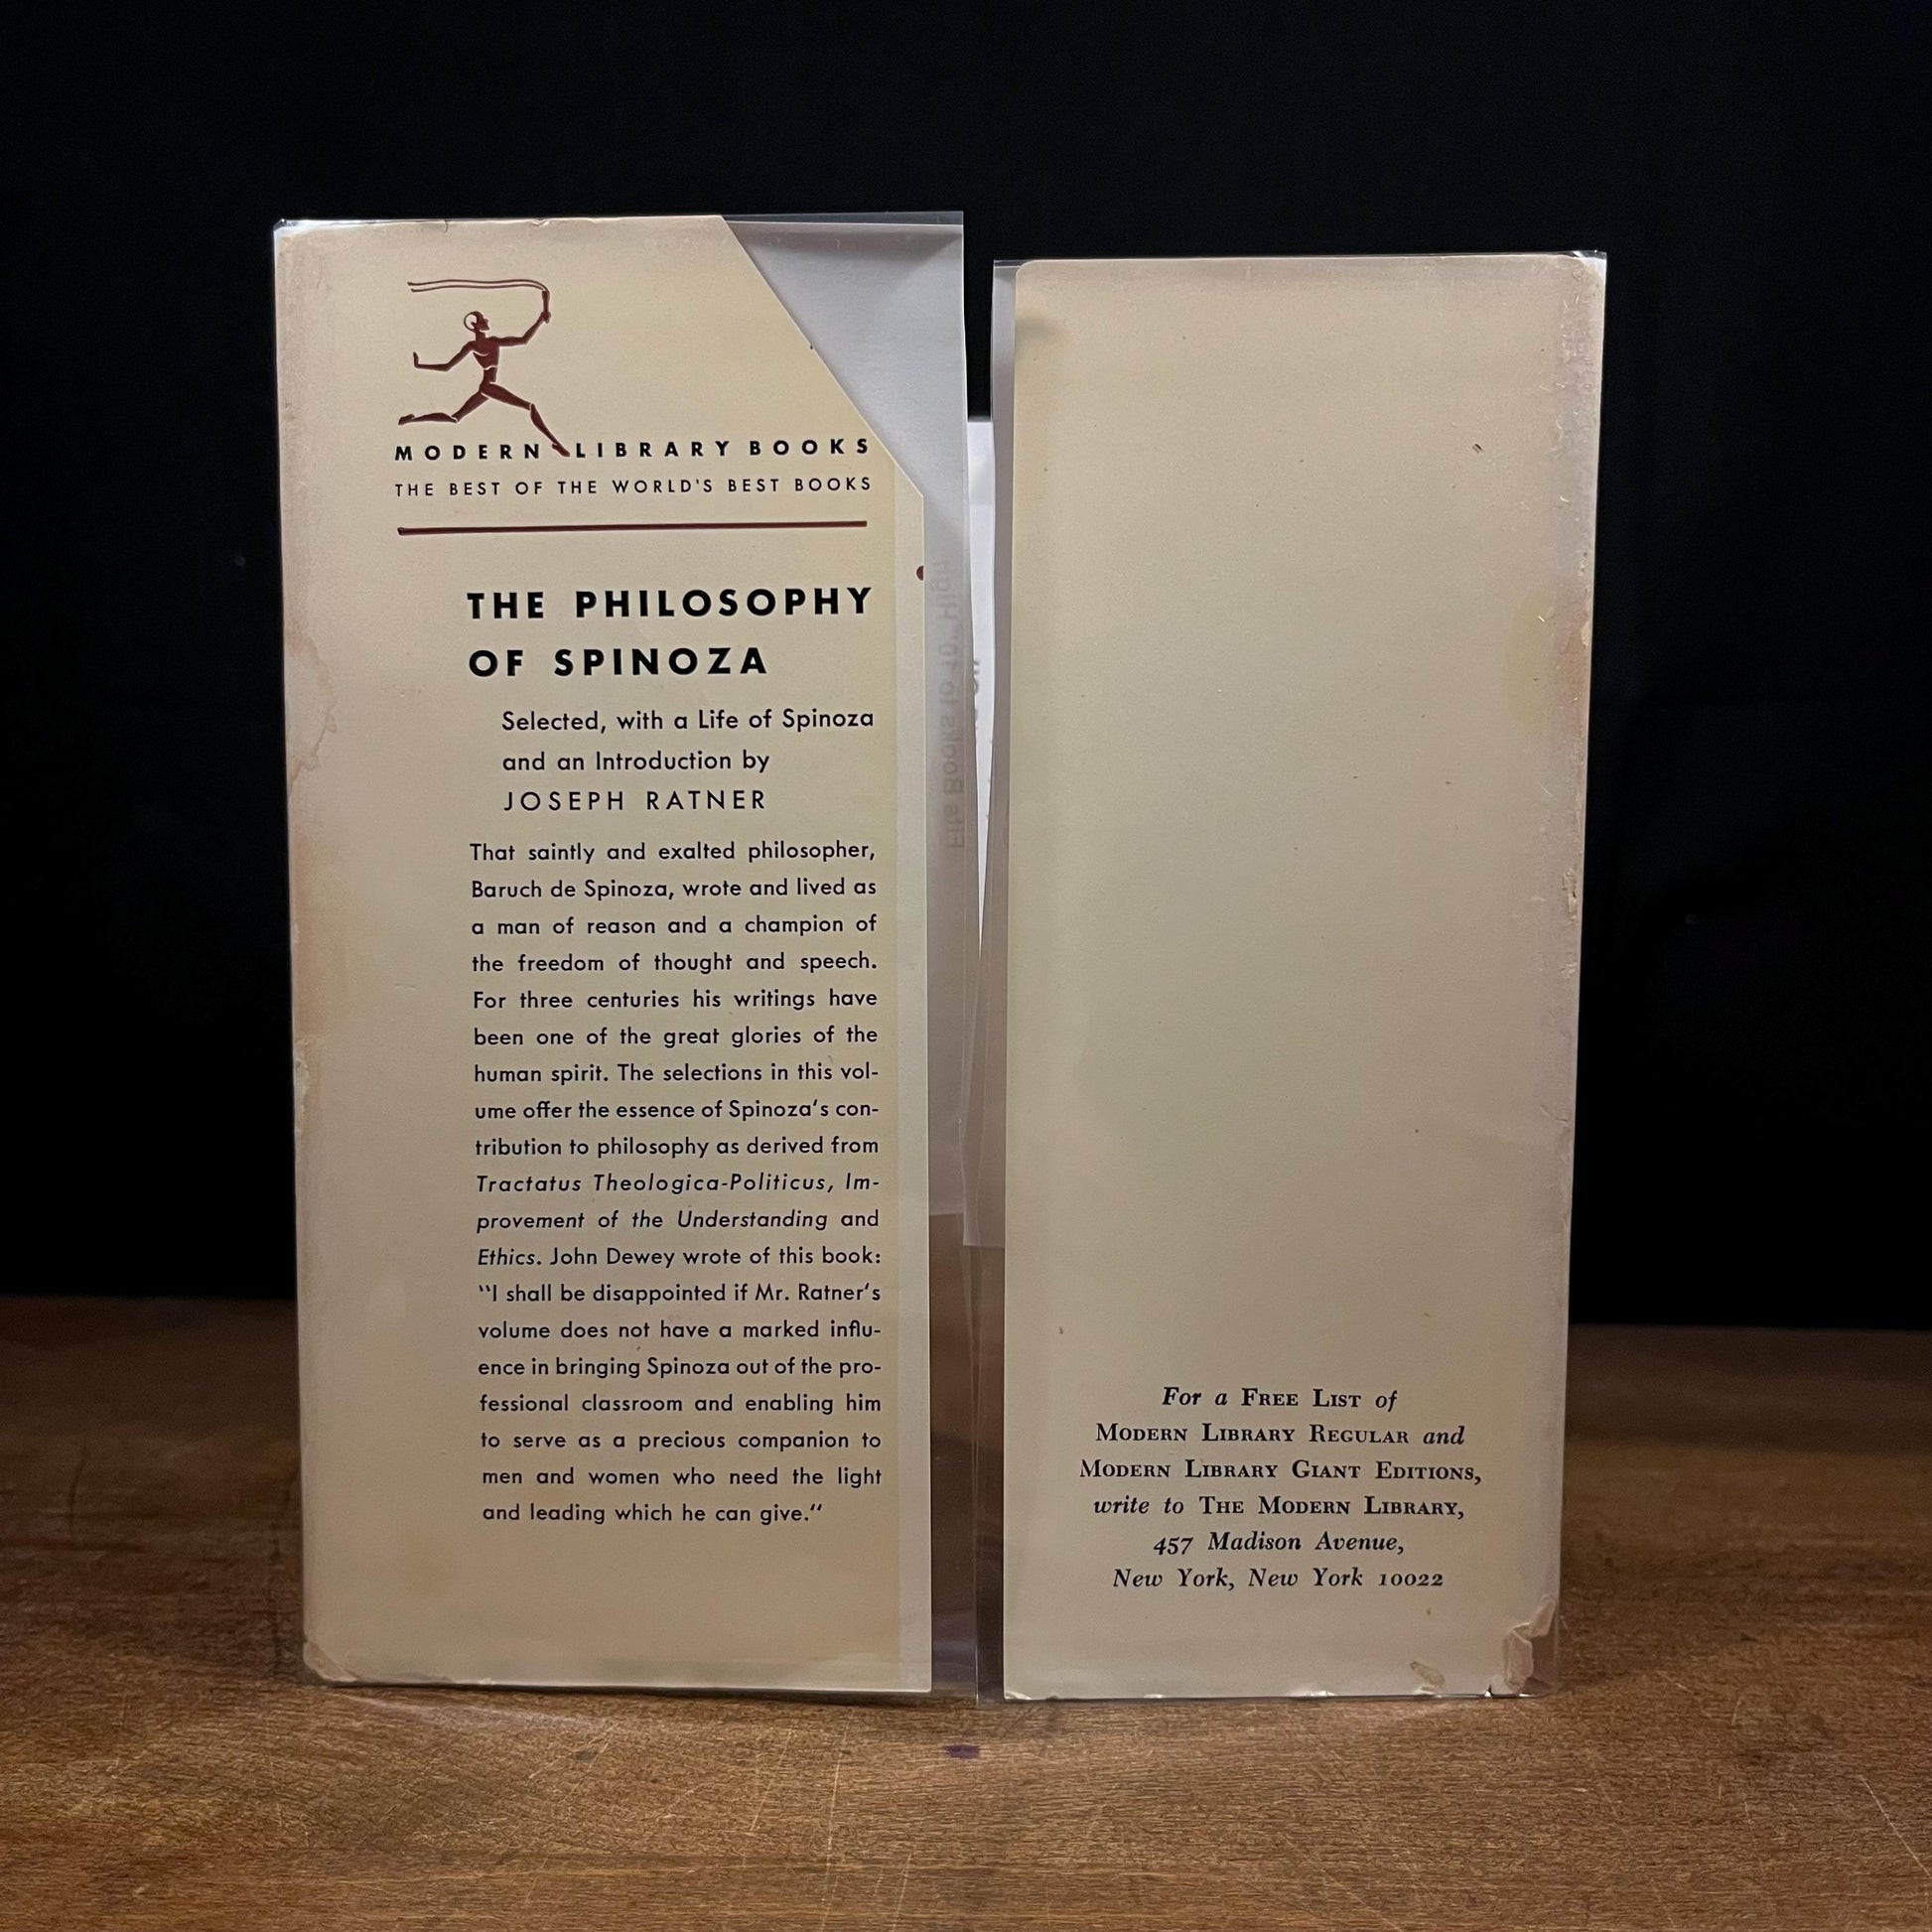 MODERN LIBRARY BOOKS
THE BEST OF THE WORLD'S BEST BOOKS
THE PHILOSOPHY
OF SPINOZA
Selected, with a Life of Spinoza
and an Introduction by
JOSEPH RATNER
That saintly and exalted philosopher,
Baruch de Spinoza, wrote and lived as
a man of reason and a champion of
the freedom of thought and speech.
For three centuries his writings have
been one of the great glories of the
human spirit. The selections in this vol-
ume offer the essence of Spinoza's con-
tribution to philosophy as derived from
Tractatus Theologica-Politicus, Im-
provement of the Understanding and
Ethics. John Dewey wrote of this book:
"I shall be disappointed if Mr. Ratner's
volume does not have a marked influ-
ence in bringing Spinoza out of the pro-
fessional classroom and enabling him
to serve as a precious companion to
men and women who need the light
and leading which he can give."
Fits Books to 10" High
For a FREE LIST of
MODERN LIBRARY REGULAR and
MODERN LIBRARY GIANT EDITIONS,
write to THE MODERN LIBRARY,
457 Madison Avenue,
New York, New York 10022